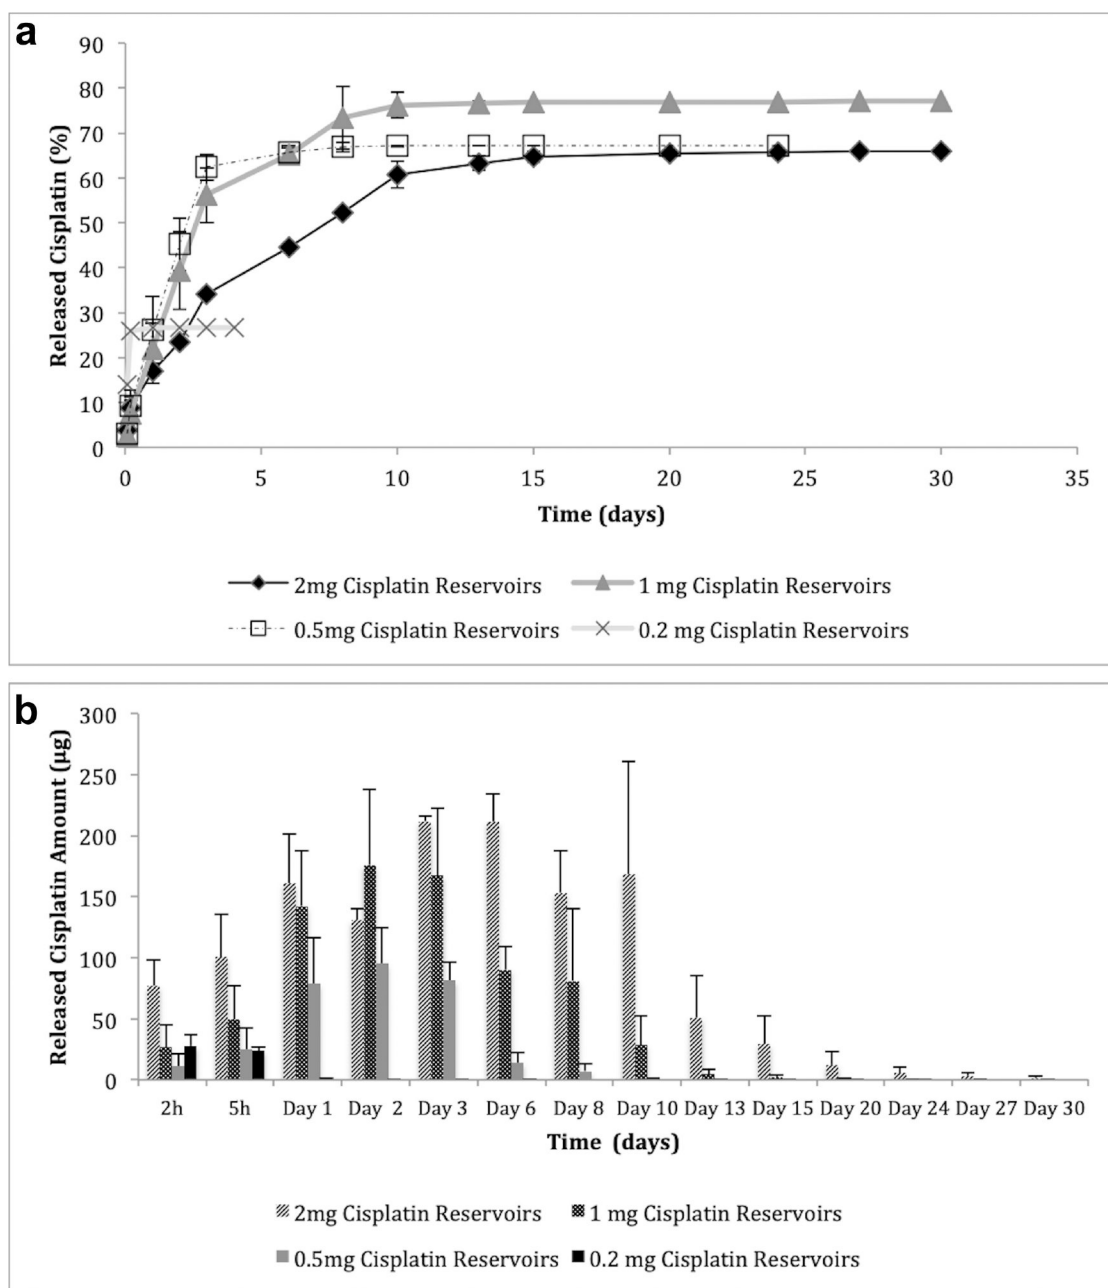 a
90
80
70
60
50
40
30
20
10
0
Released Cisplatin (%)
0 5 10 15 20 25 30 35
Time (days)
2mg Cisplatin Reservoirs 1 mg Cisplatin Reservoirs
0.5mg Cisplatin Reservoirs 0.2 mg Cisplatin Reservoirs
b
300
250
200
150
100
50
0
Released Cisplatin Amount (µg)
2h 5h Day 1 Day 2 Day 3 Day 6 Day 8 Day 10 Day 13 Day 15 Day 20 Day 24 Day 27 Day 30
Time (days)
2mg Cisplatin Reservoirs 1 mg Cisplatin Reservoirs
0.5mg Cisplatin Reservoirs 0.2 mg Cisplatin Reservoirs